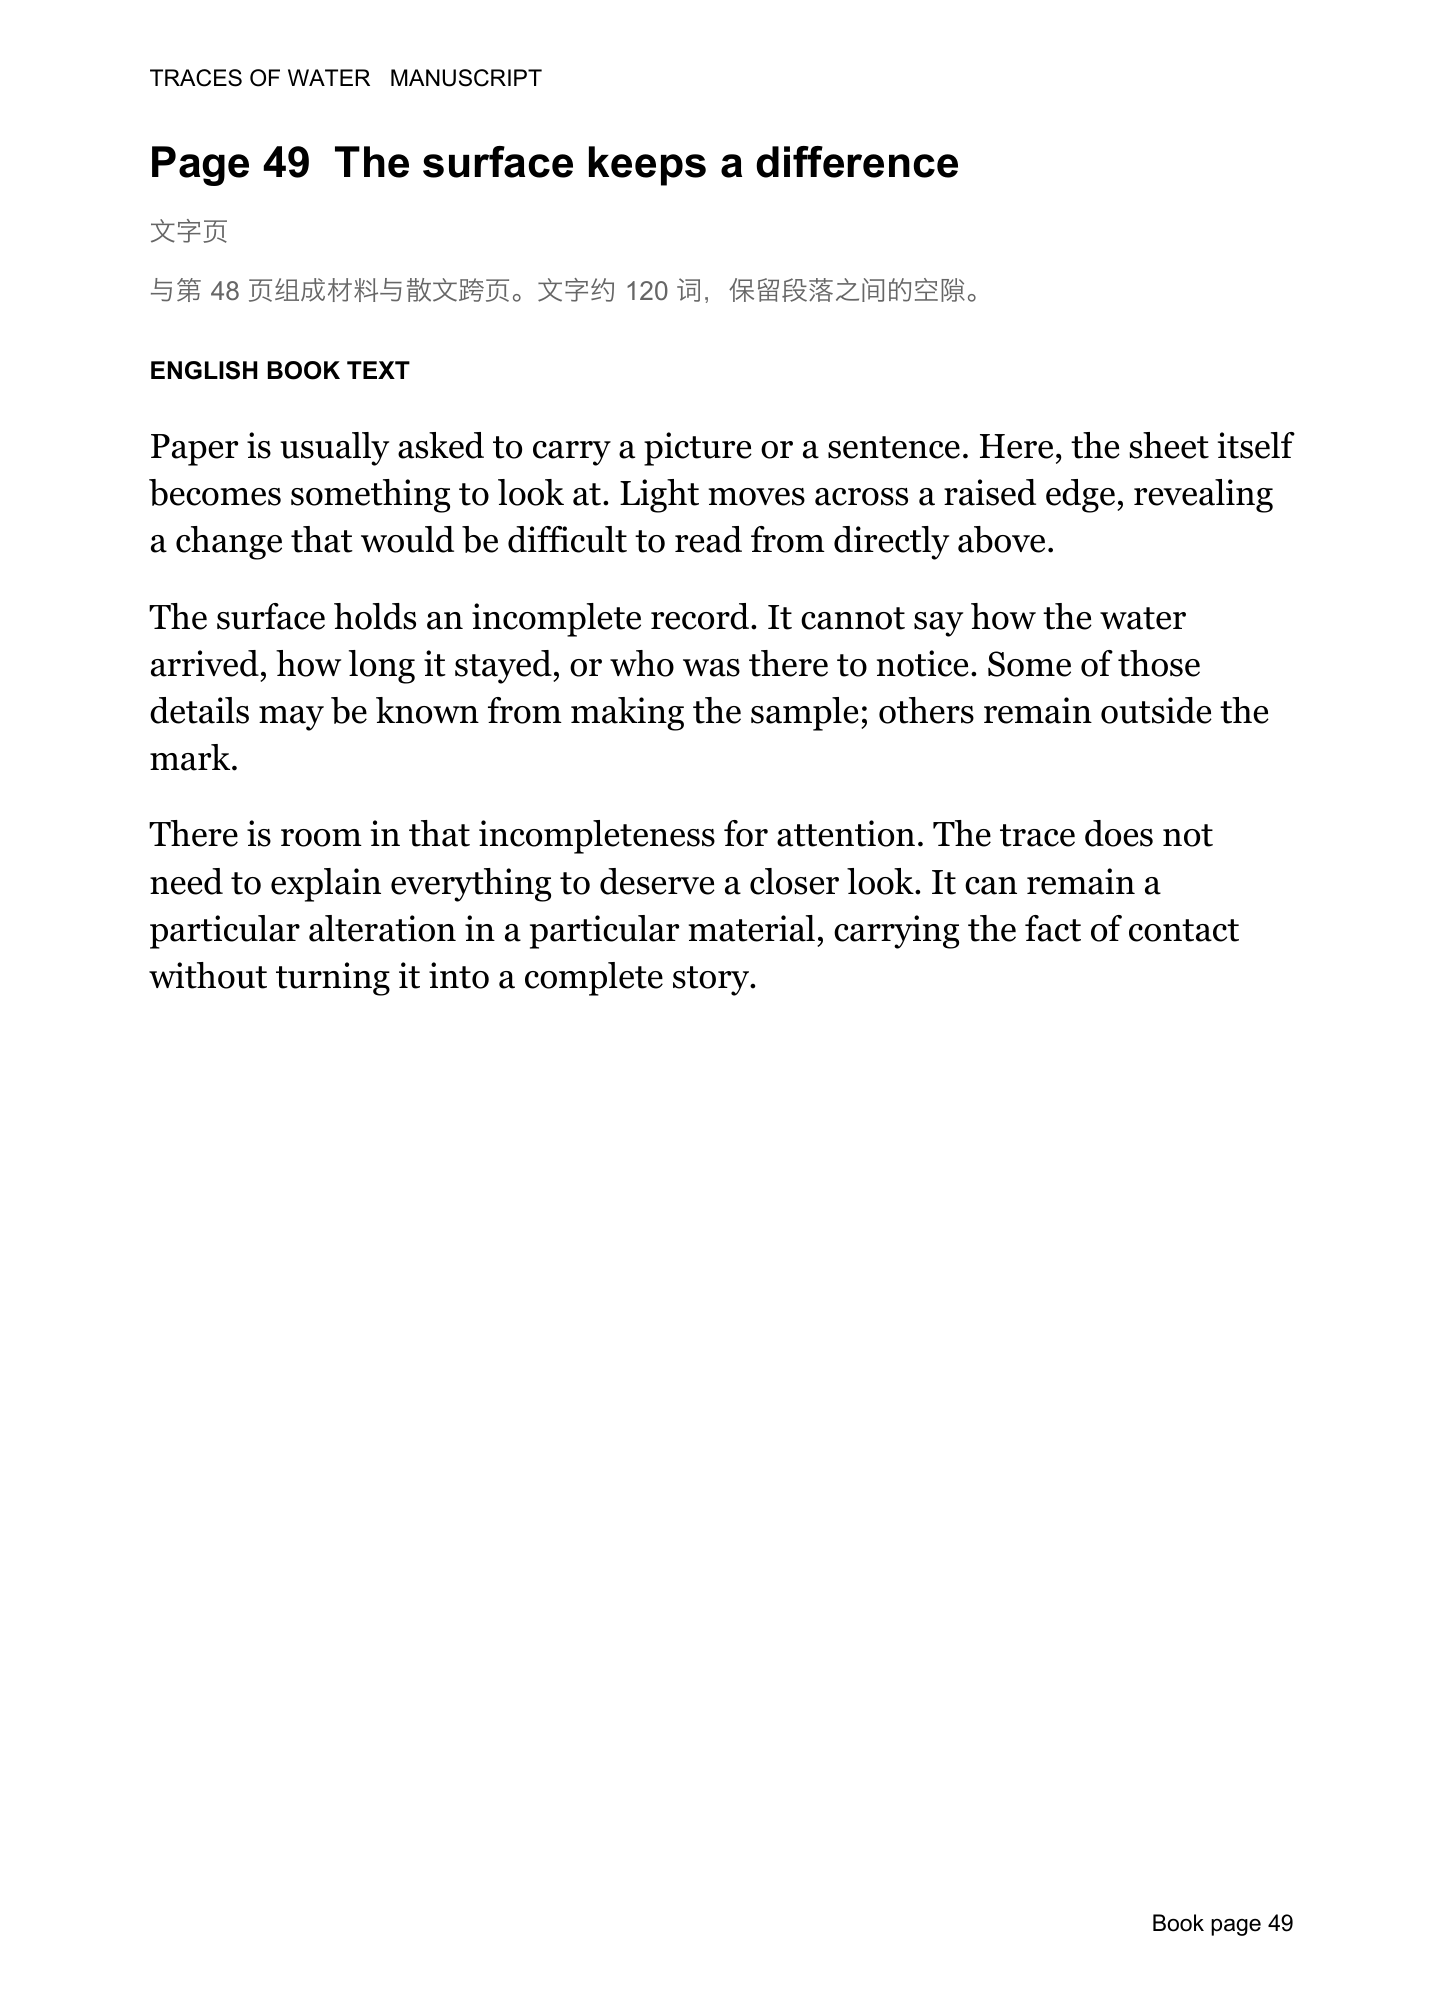 TRACES OF WATER MANUSCRIPT
Page 49 The surface keeps a difference
文字页
与第 48 页组成材料与散文跨页。文字约 120 词，保留段落之间的空隙。
ENGLISH BOOK TEXT
Paper is usually asked to carry a picture or a sentence. Here, the sheet itself
becomes something to look at. Light moves across a raised edge, revealing
a change that would be difficult to read from directly above.
The surface holds an incomplete record. It cannot say how the water
arrived, how long it stayed, or who was there to notice. Some of those
details may be known from making the sample; others remain outside the
mark.
There is room in that incompleteness for attention. The trace does not
need to explain everything to deserve a closer look. It can remain a
particular alteration in a particular material, carrying the fact of contact
without turning it into a complete story.
Book page 49